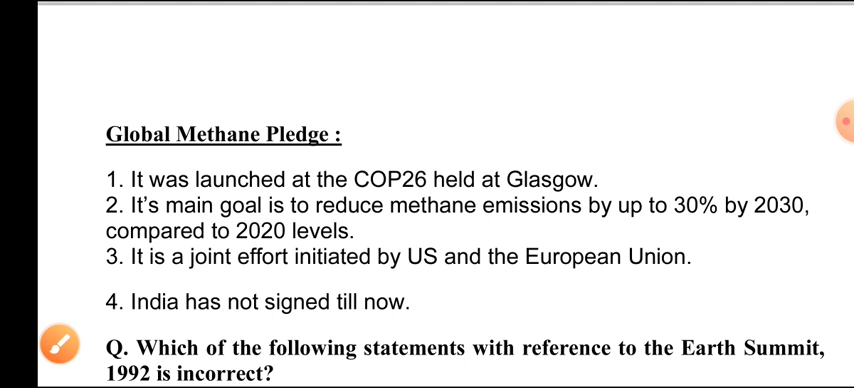 Global Methane Pledge :
1. It was launched at the COP26 held at Glasgow.
2. It's main goal is to reduce methane emissions by up to 30% by 2030,
compared to 2020 levels.
3. It is a joint effort initiated by US and the European Union.
4. India has not signed till now.
Q. Which of the following statements with reference to the Earth Summit,
1992 is incorrect?